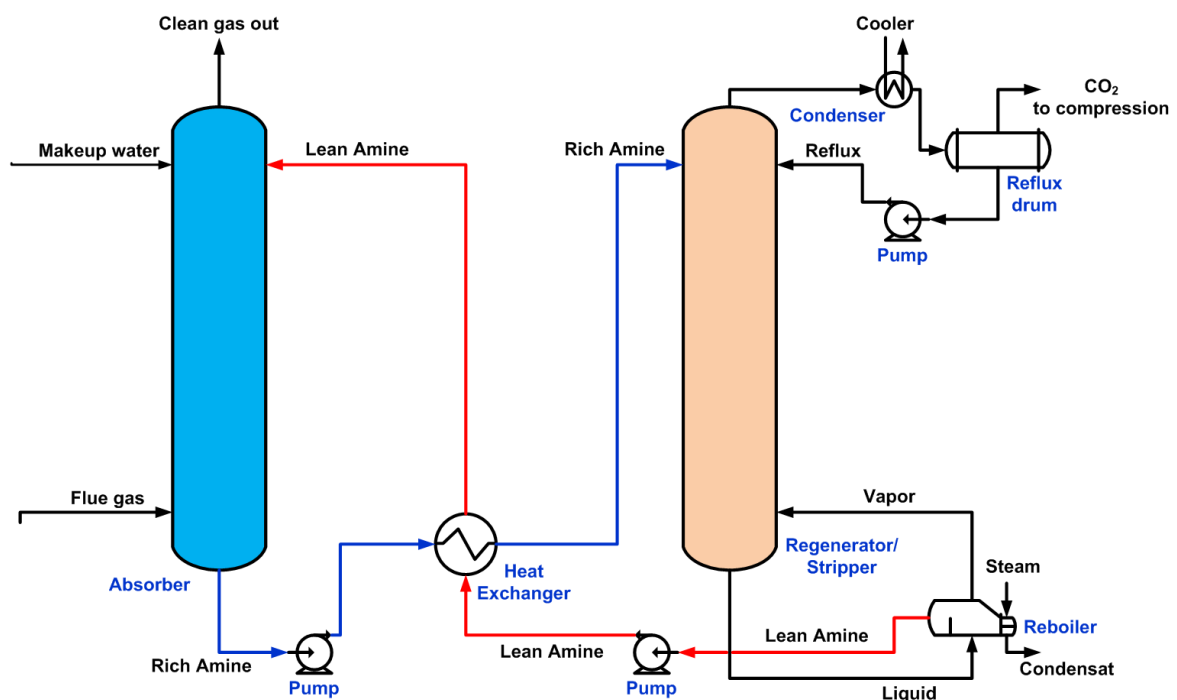 Clean gas out
Cooler
CO₂
to compression
Condenser
Makeup water
Lean Amine
Rich Amine
Reflux
Reflux
drum
Pump
Flue gas
Vapor
Absorber
Heat
Exchanger
Regenerator/
Stripper
Steam
Reboiler
Rich Amine
Lean Amine
Lean Amine
Condensat
Pump
Pump
Liquid